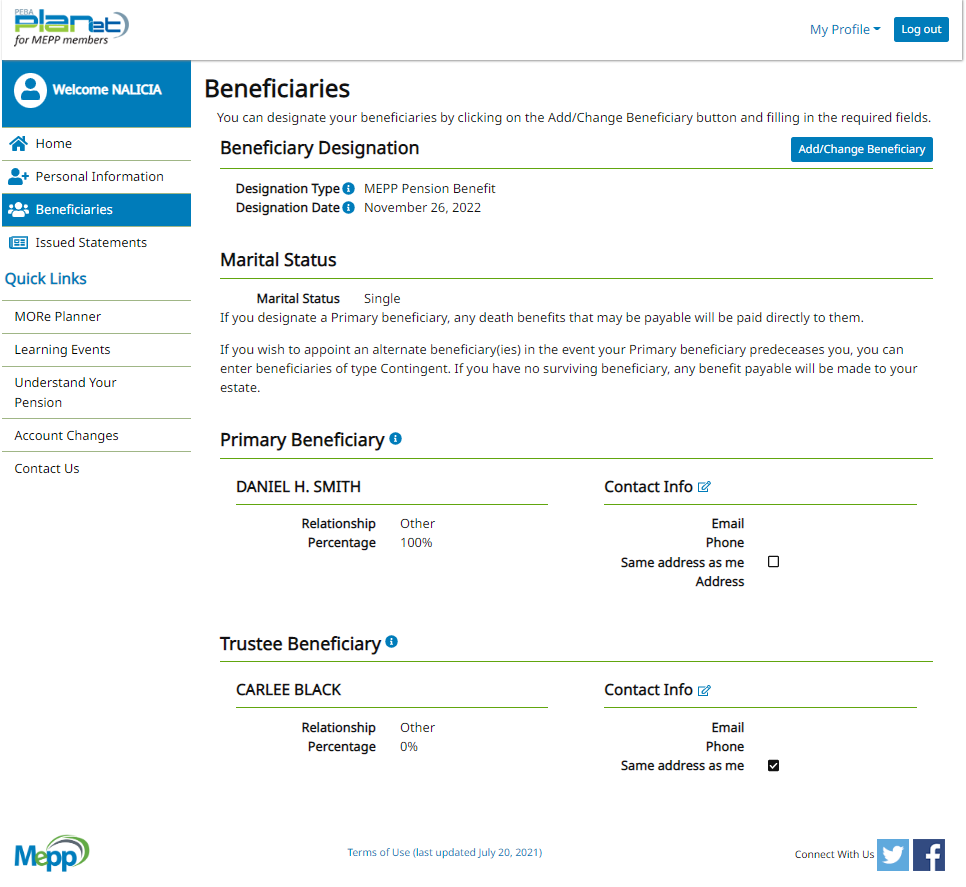 PEBA
planet
for MEPP members
My Profile
Log out
Welcome NALICIA
Home
Personal Information
Beneficiaries
Issued Statements
Quick Links
MORe Planner
Learning Events
Understand Your
Pension
Account Changes
Contact Us
Beneficiaries
You can designate your beneficiaries by clicking on the Add/Change Beneficiary button and filling in the required fields.
Beneficiary Designation
Add/Change Beneficiary
Designation Type MEPP Pension Benefit
Designation Date November 26, 2022
Marital Status
Marital Status Single
If you designate a Primary beneficiary, any death benefits that may be payable will be paid directly to them.
If you wish to appoint an alternate beneficiary(ies) in the event your Primary beneficiary predeceases you, you can
enter beneficiaries of type Contingent. If you have no surviving beneficiary, any benefit payable will be made to your
estate.
Primary Beneficiary
DANIEL H. SMITH
Relationship Other
Percentage 100%
Contact Info
Email
Phone
Same address as me
Address
Trustee Beneficiary
CARLEE BLACK
Relationship Other
Percentage 0%
Contact Info
Email
Phone
Same address as me
Mepp
Terms of Use (last updated July 20, 2021)
Connect With Us